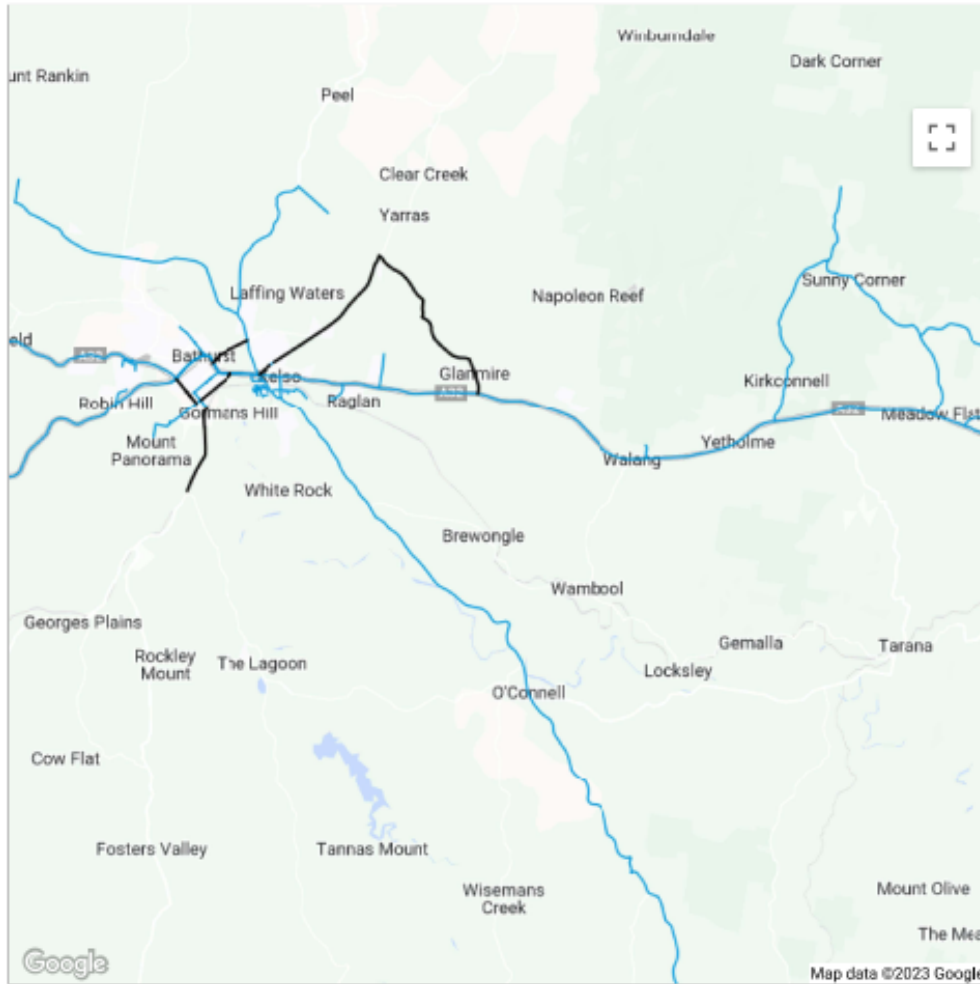 Winburndale
Dark Corner
unt Rankin
Peel
Clear Creek
Yarras
Sunny Corner
Laffing Waters
Napoleon Reef
eld
A32
Bathurst
Kelso
Glanmire
Kirkconnell
Robin Hill
Gormans Hill
Raglan
A32
Meadow Flat
Mount
Panorama
Yetholme
Walang
White Rock
Brewongle
Wambool
Georges Plains
Gemalla
Tarana
Rockley
Mount
The Lagoon
Locksley
O'Connell
Cow Flat
Fosters Valley
Tannas Mount
Wisemans
Creek
Mount Olive
The Mea
Google
Map data ©2023 Google